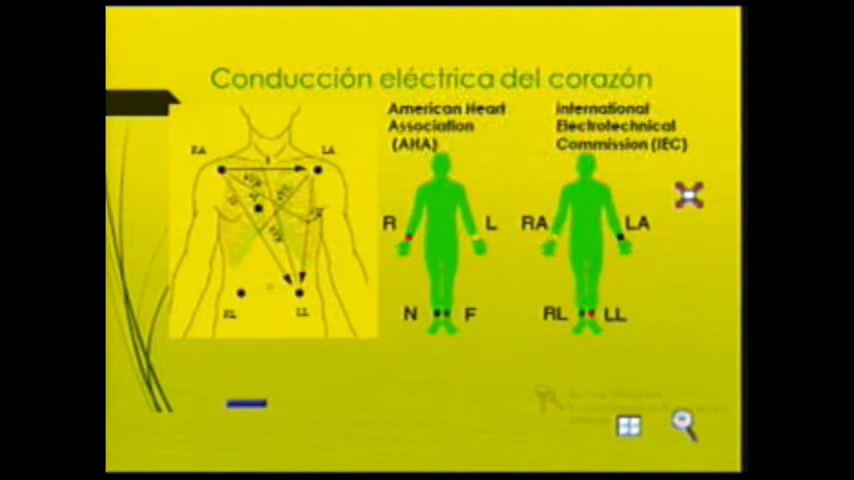 Conducción eléctrica del corazón
American Heart
Association
(AHA)
International
Electrotechnical
Commission (IEC)
RA
LA
I
RL
LL
R
L
N
F
RA
LA
RL
LL